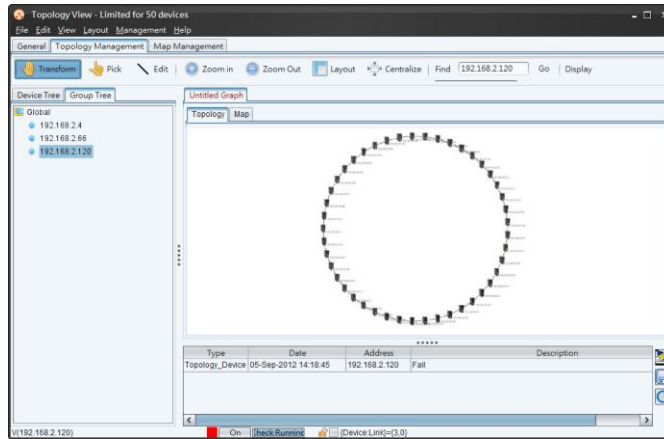 Topology View - Limited for 50 devices
File Edit View Layout Management Help
General Topology Management Map Management
Transform Pick Edit Zoom in Zoom Out Layout Centralize Find 192.168.2.120 Go Display
Device Tree Group Tree
Untitled Graph
Global
192.168.2.4
192.168.2.66
192.168.2.120
Topology Map
Type Date Address Description
Topology_Device 05-Sep-2012 14:18:45 192.168.2.120 Fail
V(192.168.2.120) On Check Running (Device:Link)=(3,0)